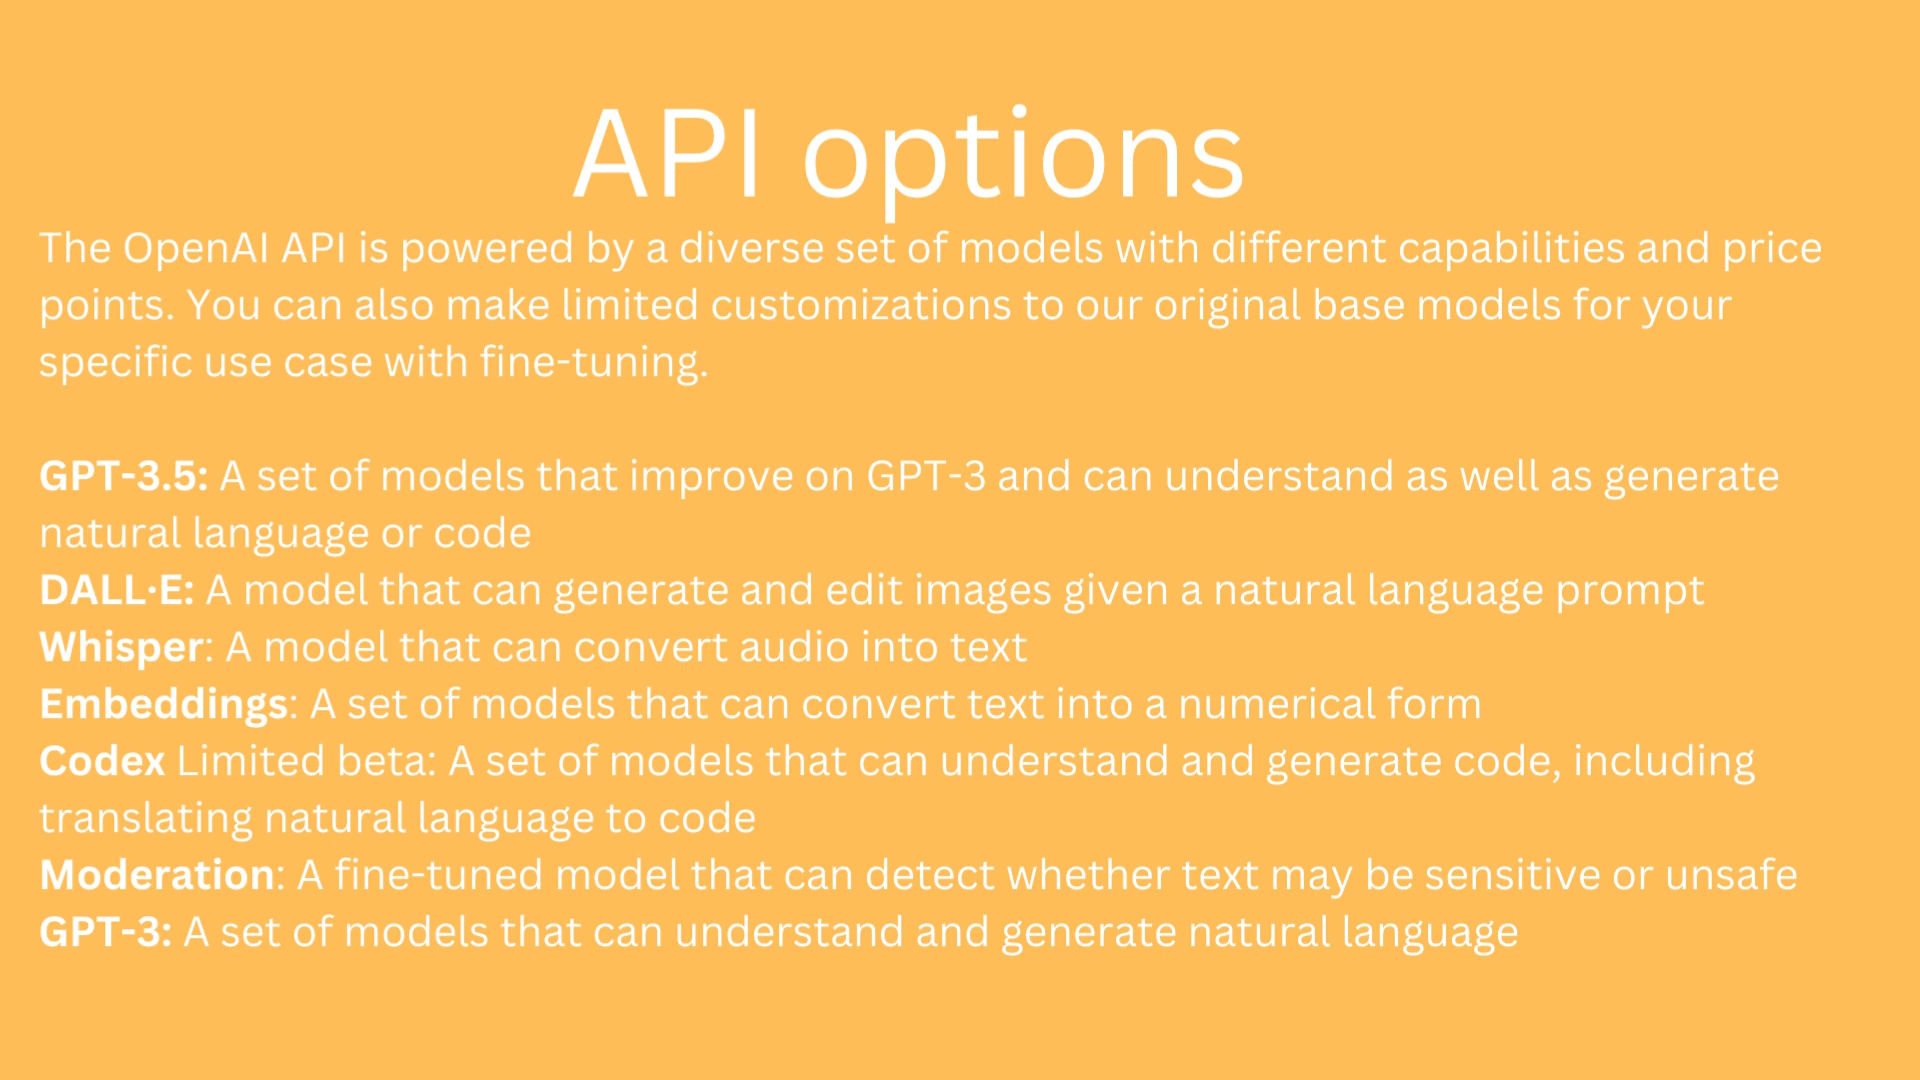 API options
The OpenAI API is powered by a diverse set of models with different capabilities and price
points. You can also make limited customizations to our original base models for your
specific use case with fine-tuning.
GPT-3.5: A set of models that improve on GPT-3 and can understand as well as generate
natural language or code
DALL·E: A model that can generate and edit images given a natural language prompt
Whisper: A model that can convert audio into text
Embeddings: A set of models that can convert text into a numerical form
Codex Limited beta: A set of models that can understand and generate code, including
translating natural language to code
Moderation: A fine-tuned model that can detect whether text may be sensitive or unsafe
GPT-3: A set of models that can understand and generate natural language